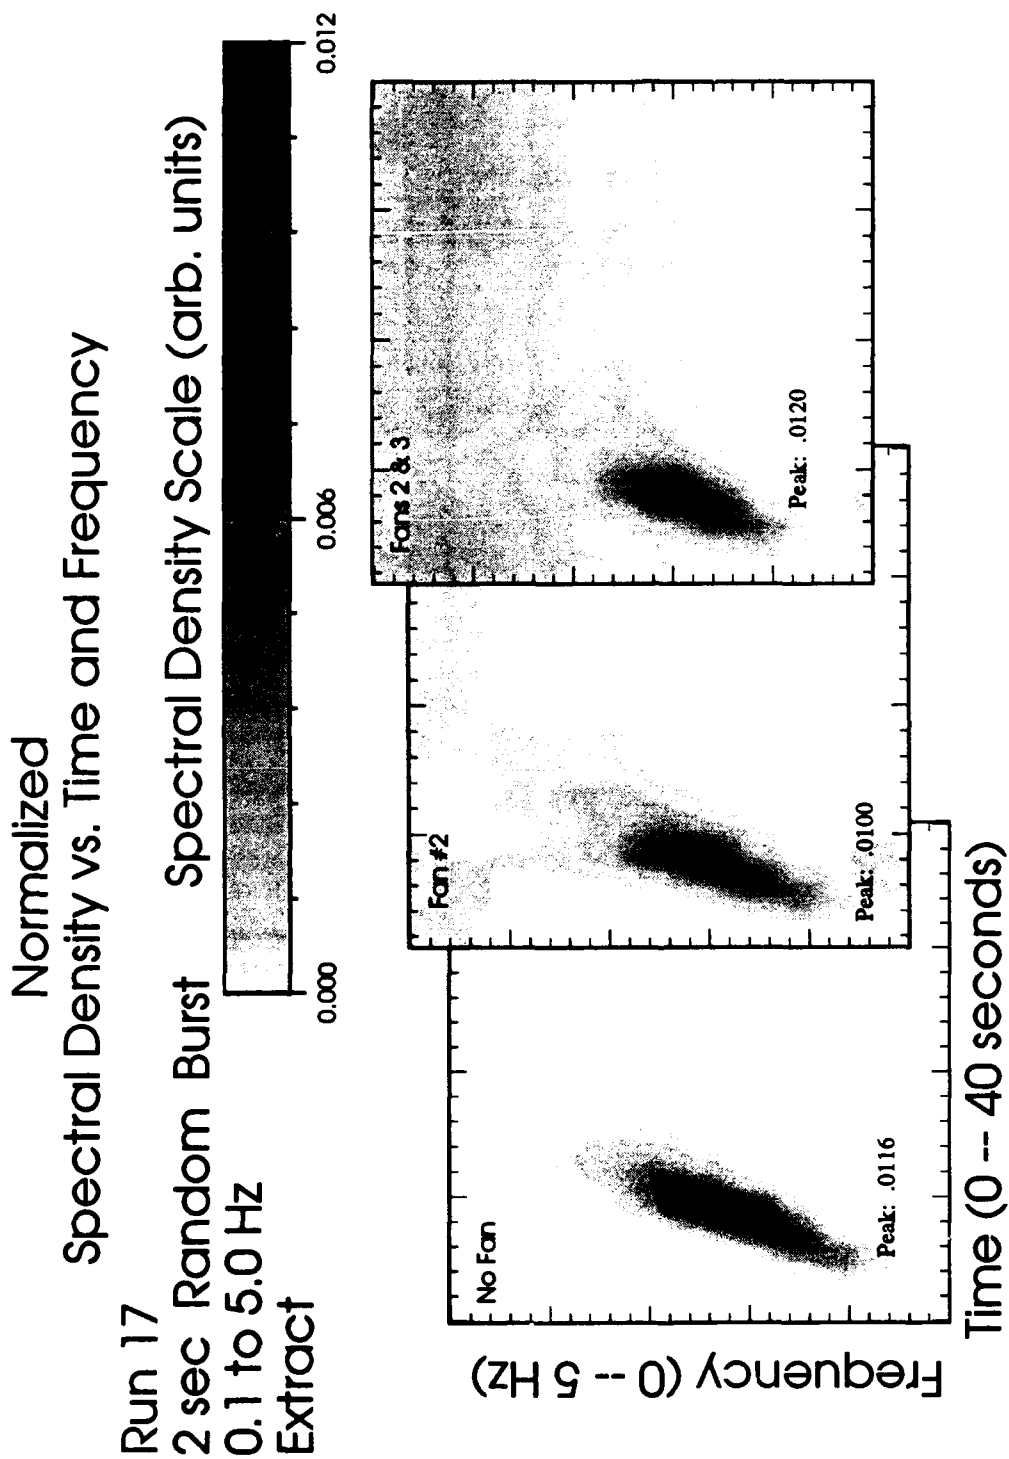 Normalized
Spectral Density vs. Time and Frequency
Run 17
2 sec Random Burst
0.1 to 5.0 Hz
Extract
Spectral Density Scale (arb. units)
0.000
0.006
0.012
No Fan
Peak: .0116
Fan #2
Peak: .0100
Fans 2 & 3
Peak: .0120
Frequency (0 -- 5 Hz)
Time (0 -- 40 seconds)